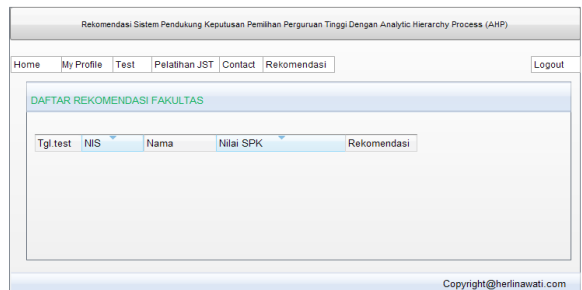 Rekomendasi Sistem Pendukung Keputusan Pemilihan Perguruan Tinggi Dengan Analytic Hierarchy Process (AHP)
Home My Profile Test Pelatihan JST Contact Rekomendasi Logout
DAFTAR REKOMENDASI FAKULTAS
Tgl.test NIS Nama Nilai SPK Rekomendasi
Copyright@herlinawati.com